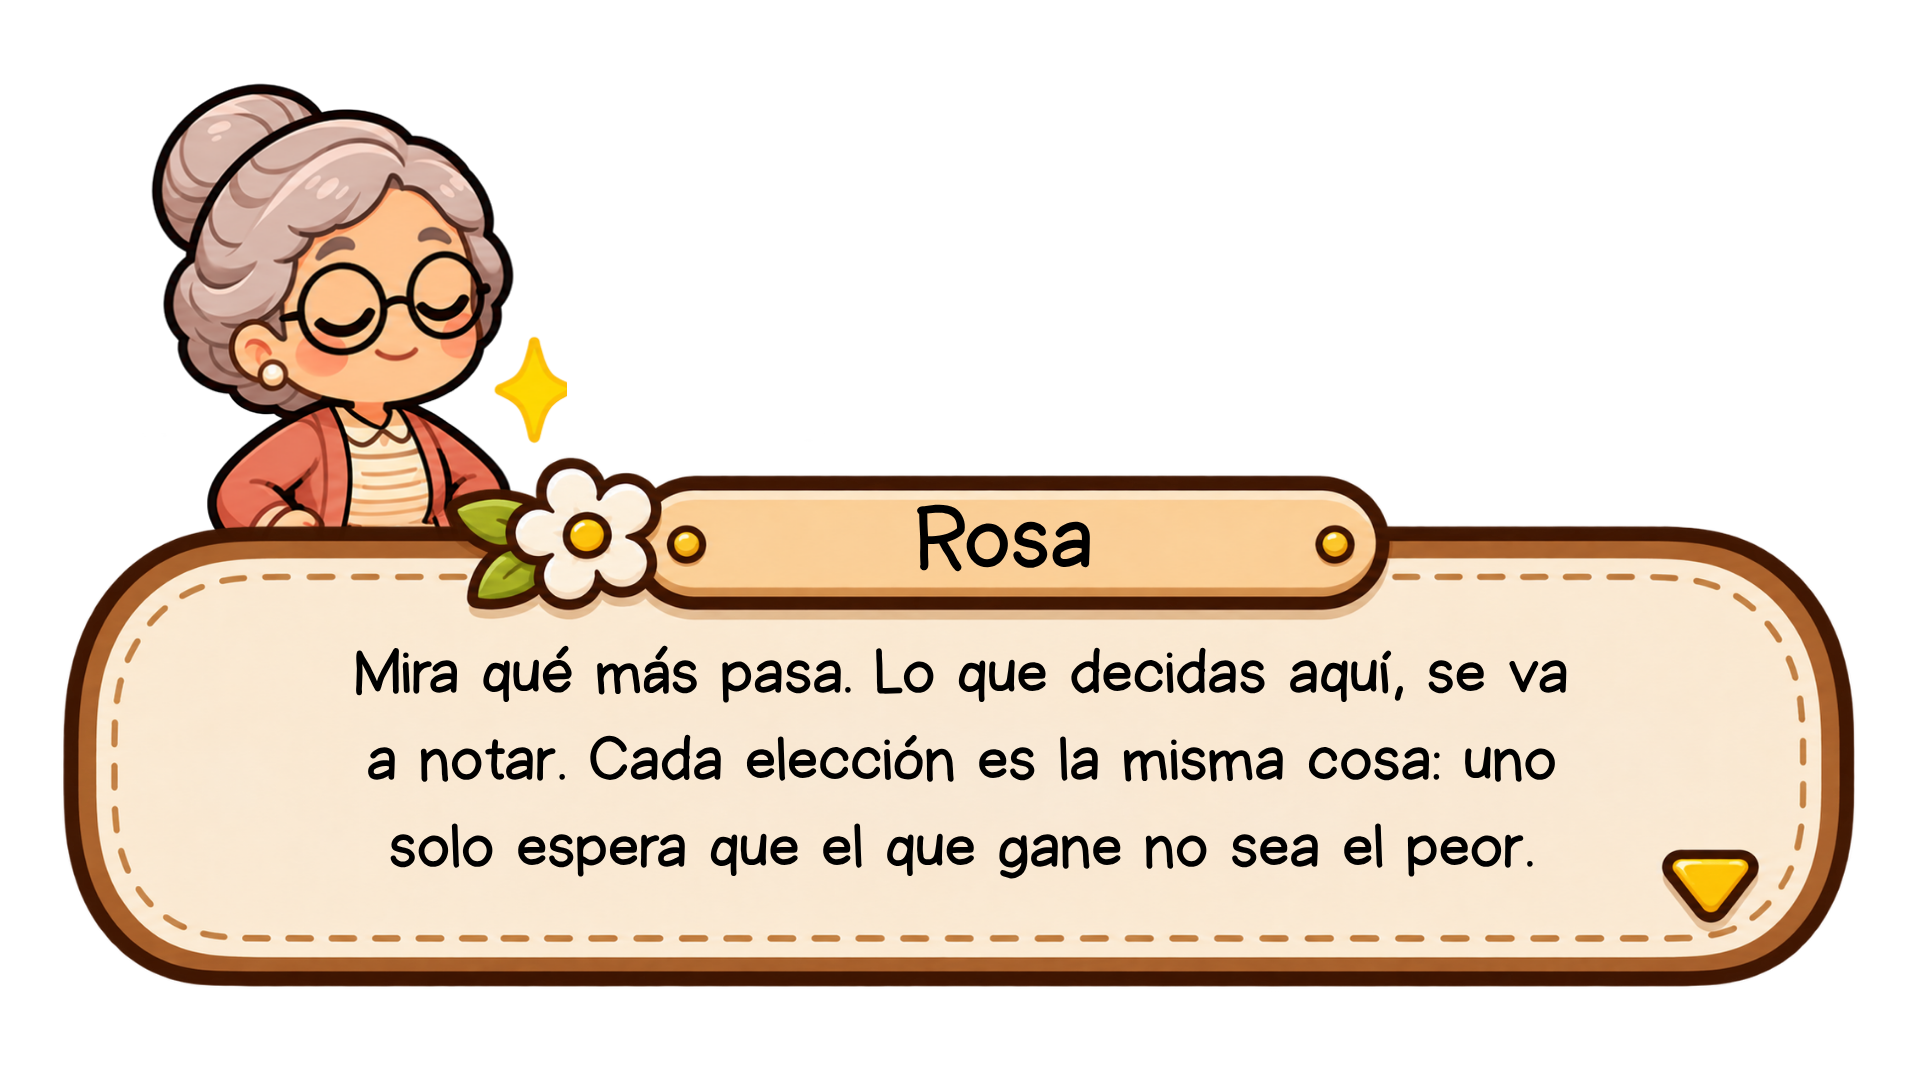 Rosa
Mira qué más pasa. Lo que decidas aquí, se va
a notar. Cada elección es la misma cosa: uno
solo espera que el que gane no sea el peor.